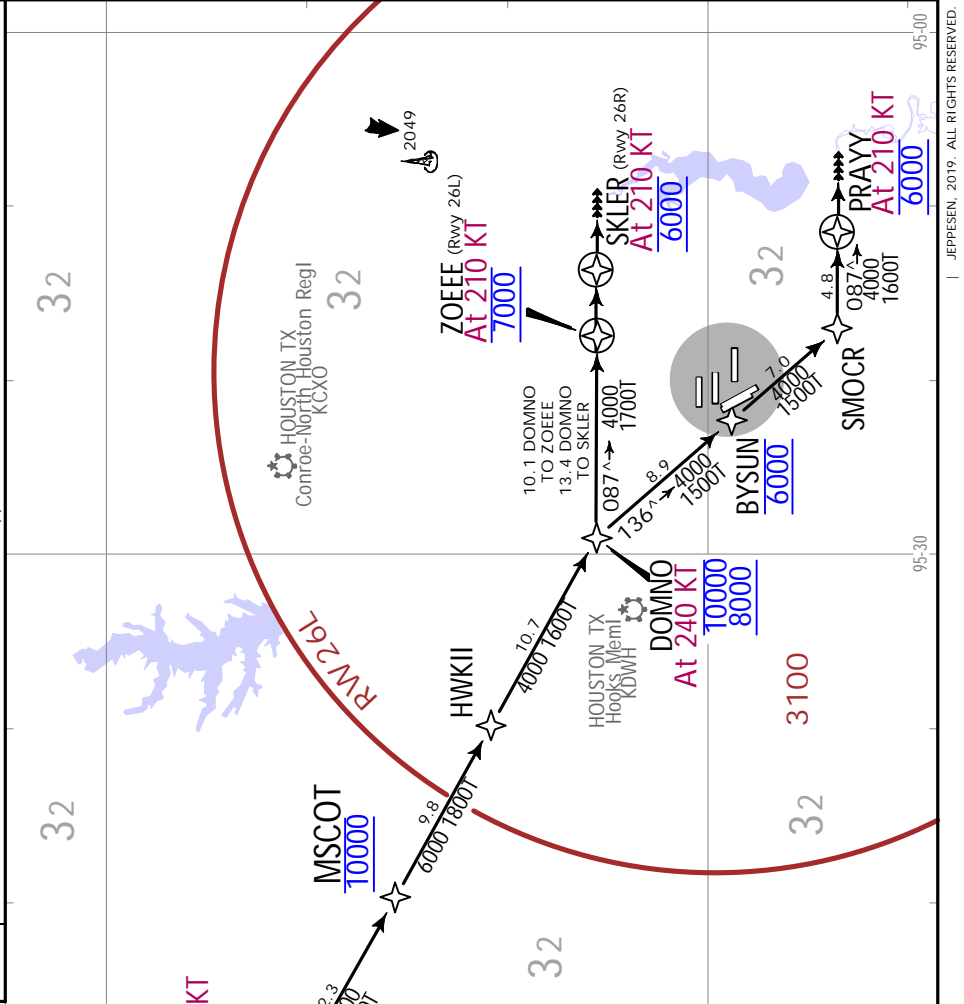 95-00
JEPPESEN, 2019. ALL RIGHTS RESERVED.
2049
32
HOUSTON TX
Conroe-North Houston Regl
KCXO
32
ZOEEE (Rwy 26L)
At 210 KT
7000
SKLER (Rwy 26R)
At 210 KT
6000
PRAYY
At 210 KT
6000
32
4.8
087^
4000
1600T
10.1 DOMNO
TO ZOEEE
13.4 DOMNO
TO SKLER
087^
4000
1700T
7.0
4000
1500T
SMOCR
8.9
136^
4000
1500T
BYSUN
6000
95-30
DOMNO
At 240 KT
10000
8000
HOUSTON TX
Hooks Meml
KDWH
10.7
4000 1600T
HWKII
RW26L
3100
9.8
6000 1800T
MSCOT
10000
32
32
32
KT
2.3